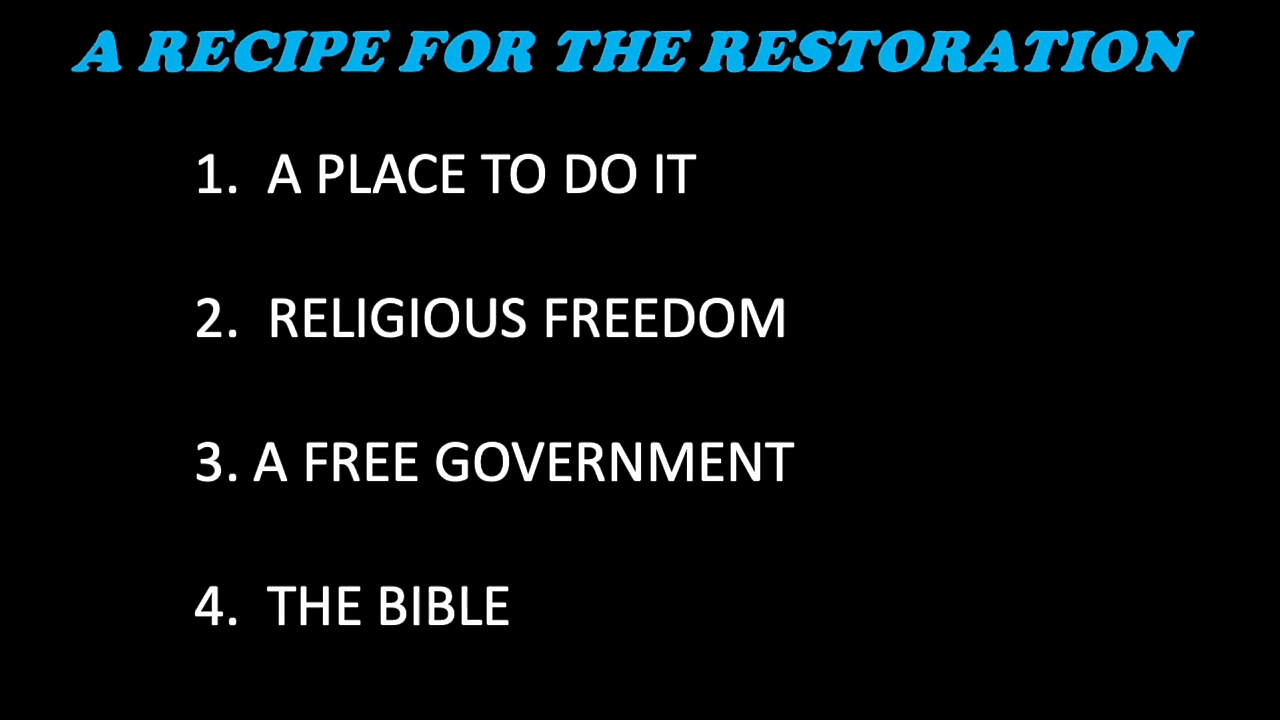 A RECIPE FOR THE RESTORATION
1. A PLACE TO DO IT
2. RELIGIOUS FREEDOM
3. A FREE GOVERNMENT
4. THE BIBLE